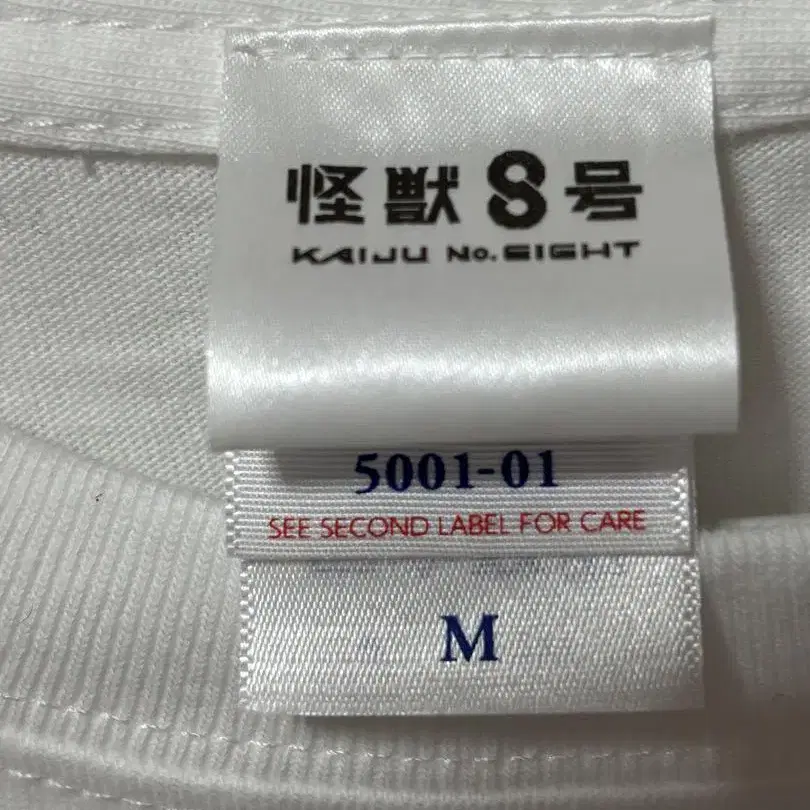 怪獣8号
KAIJU No. EIGHT
5001-01
SEE SECOND LABEL FOR CARE
M